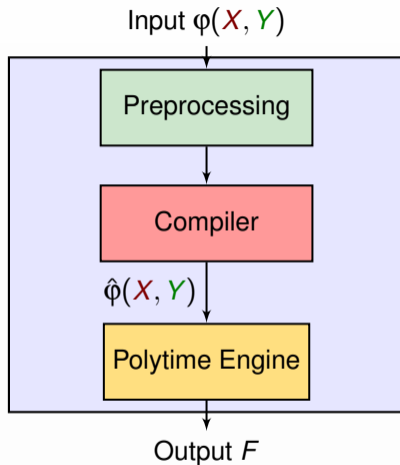 Input φ(X, Y)
Preprocessing
Compiler
φ̂(X, Y)
Polytime Engine
Output F